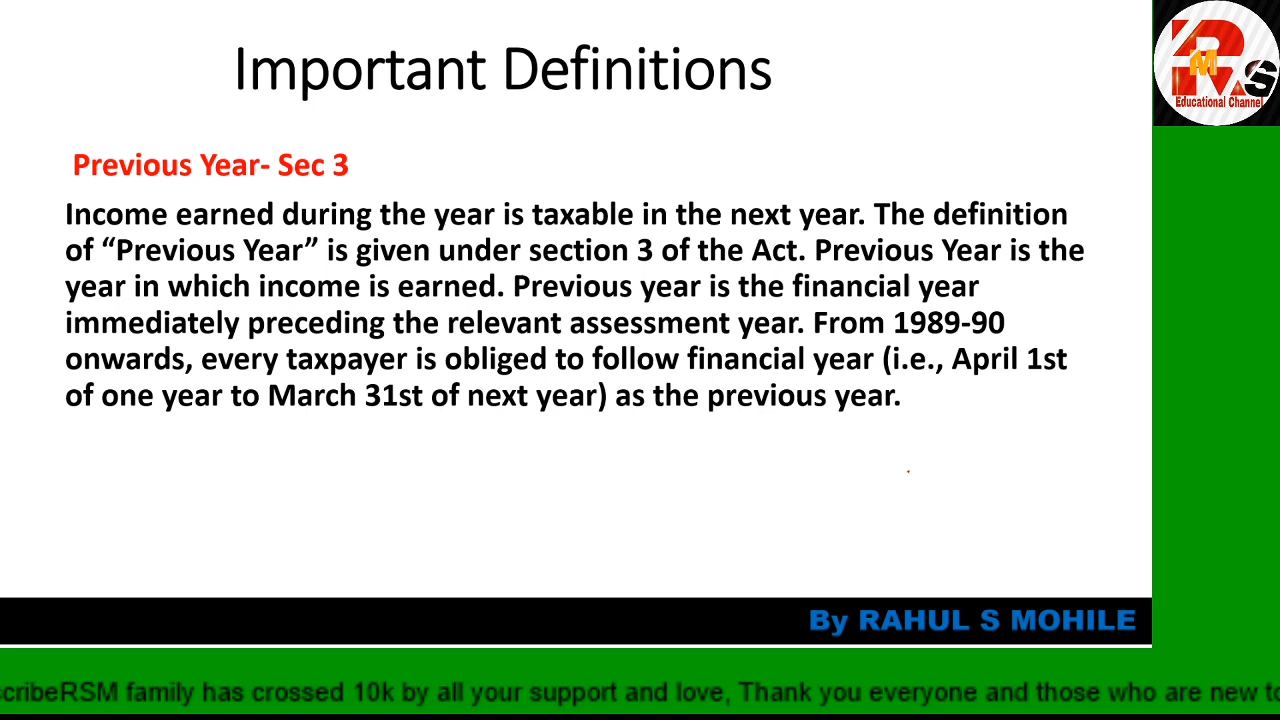 Important Definitions
Previous Year- Sec 3
Income earned during the year is taxable in the next year. The definition
of “Previous Year” is given under section 3 of the Act. Previous Year is the
year in which income is earned. Previous year is the financial year
immediately preceding the relevant assessment year. From 1989-90
onwards, every taxpayer is obliged to follow financial year (i.e., April 1st
of one year to March 31st of next year) as the previous year.
By RAHUL S MOHILE
Educational Channel
scribeRSM family has crossed 10k by all your support and love, Thank you everyone and those who are new to